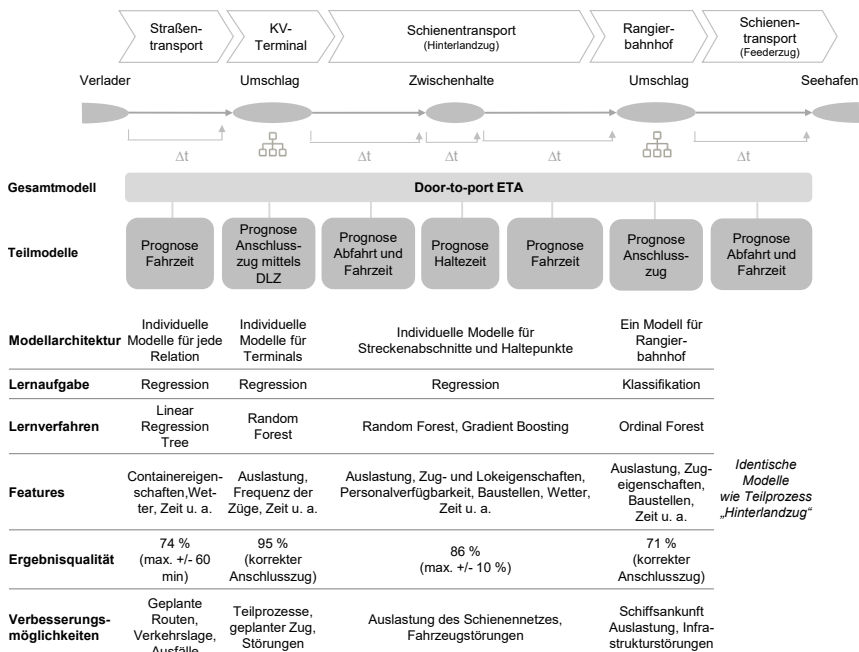 Straßen-
transport
KV-
Terminal
Schienentransport
(Hinterlandzug)
Rangier-
bahnhof
Schienen-
transport
(Feederzug)
Verlader
Umschlag
Zwischenhalte
Umschlag
Seehafen
Δt
Δt
Δt
Δt
Δt
Gesamtmodell
Door-to-port ETA
Teilmodelle
Prognose
Fahrzeit
Prognose
Anschluss-
zug mittels
DLZ
Prognose
Abfahrt und
Fahrzeit
Prognose
Haltezeit
Prognose
Fahrzeit
Prognose
Anschluss-
zug
Prognose
Abfahrt und
Fahrzeit
Modellarchitektur
Individuelle
Modelle für jede
Relation
Individuelle
Modelle für
Terminals
Individuelle Modelle für
Streckenabschnitte und Haltepunkte
Ein Modell für
Rangier-
bahnhof
Lernaufgabe
Regression
Regression
Regression
Klassifikation
Lernverfahren
Linear
Regression
Tree
Random
Forest
Random Forest, Gradient Boosting
Ordinal Forest
Features
Containereigen-
schaften,Wet-
ter, Zeit u. a.
Auslastung,
Frequenz der
Züge, Zeit u. a.
Auslastung, Zug- und Lokeigenschaften,
Personalverfügbarkeit, Baustellen, Wetter,
Zeit u. a.
Auslastung, Zug-
eigenschaften,
Baustellen,
Zeit u. a.
Identische
Modelle
wie Teilprozess
„Hinterlandzug“
Ergebnisqualität
74 %
(max. +/- 60
min)
95 %
(korrekter
Anschlusszug)
86 %
(max. +/- 10 %)
71 %
(korrekter
Anschlusszug)
Verbesserungs-
möglichkeiten
Geplante
Routen,
Verkehrslage,
Ausfälle
Teilprozesse,
geplanter Zug,
Störungen
Auslastung des Schienennetzes,
Fahrzeugstörungen
Schiffsankunft
Auslastung, Infra-
strukturstörungen